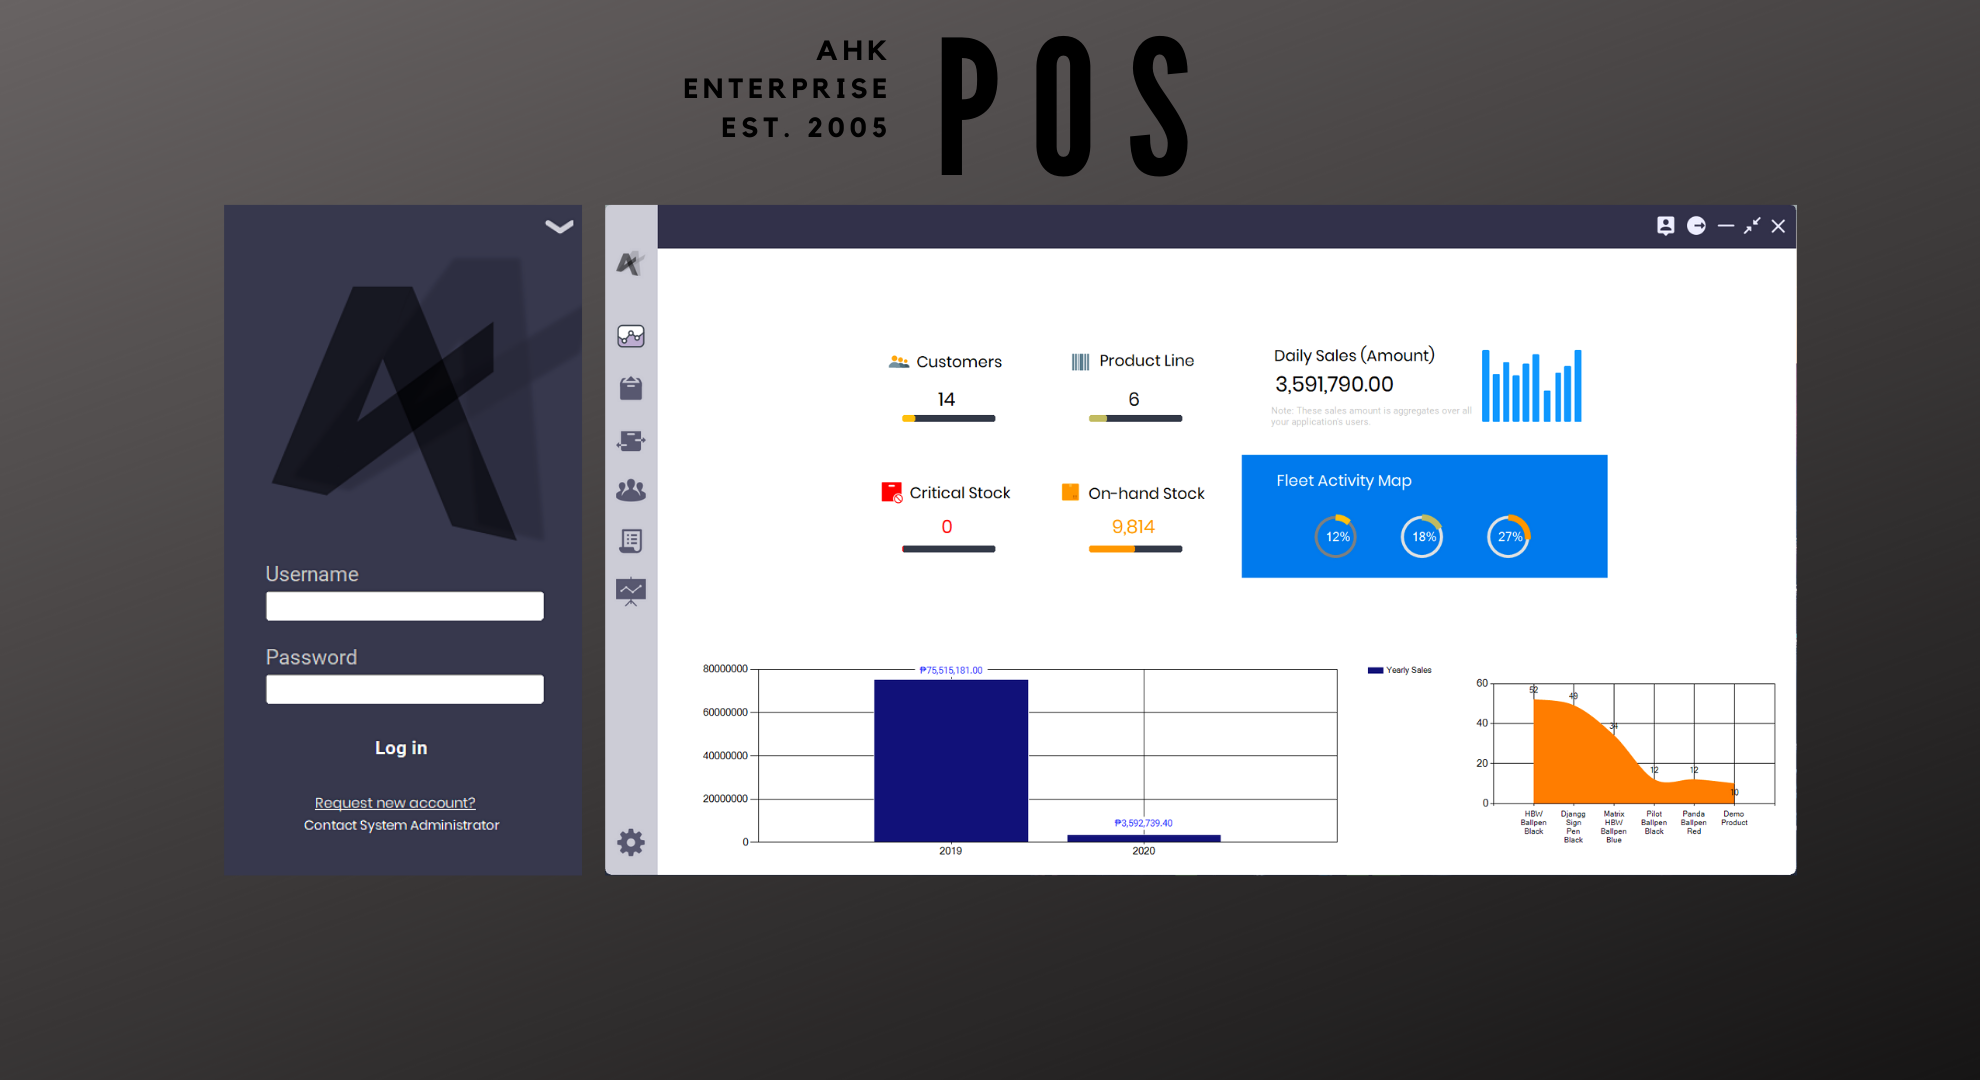 AHK
ENTERPRISE
EST. 2005
POS
Username
Password
Log in
Request new account?
Contact System Administrator
Customers
14
Product Line
6
Daily Sales (Amount)
3,591,790.00
Note: These sales amount is aggregates over all
your application's users.
Critical Stock
0
On-hand Stock
9,814
Fleet Activity Map
12%
18%
27%
80000000
60000000
40000000
20000000
0
₱75,515,181.00
₱3,592,739.40
2019
2020
Yearly Sales
60
40
20
0
52
49
34
12
12
10
HBW
Ballpen
Black
Djangg
Sign
Pen
Black
Matrix
HBW
Ballpen
Blue
Pilot
Ballpen
Black
Panda
Ballpen
Red
Demo
Product